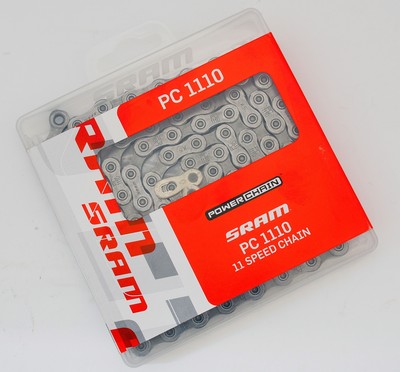 SRAM
PC 1110
SRAM
POWERCHAIN
SRAM
PC 1110
11 SPEED CHAIN